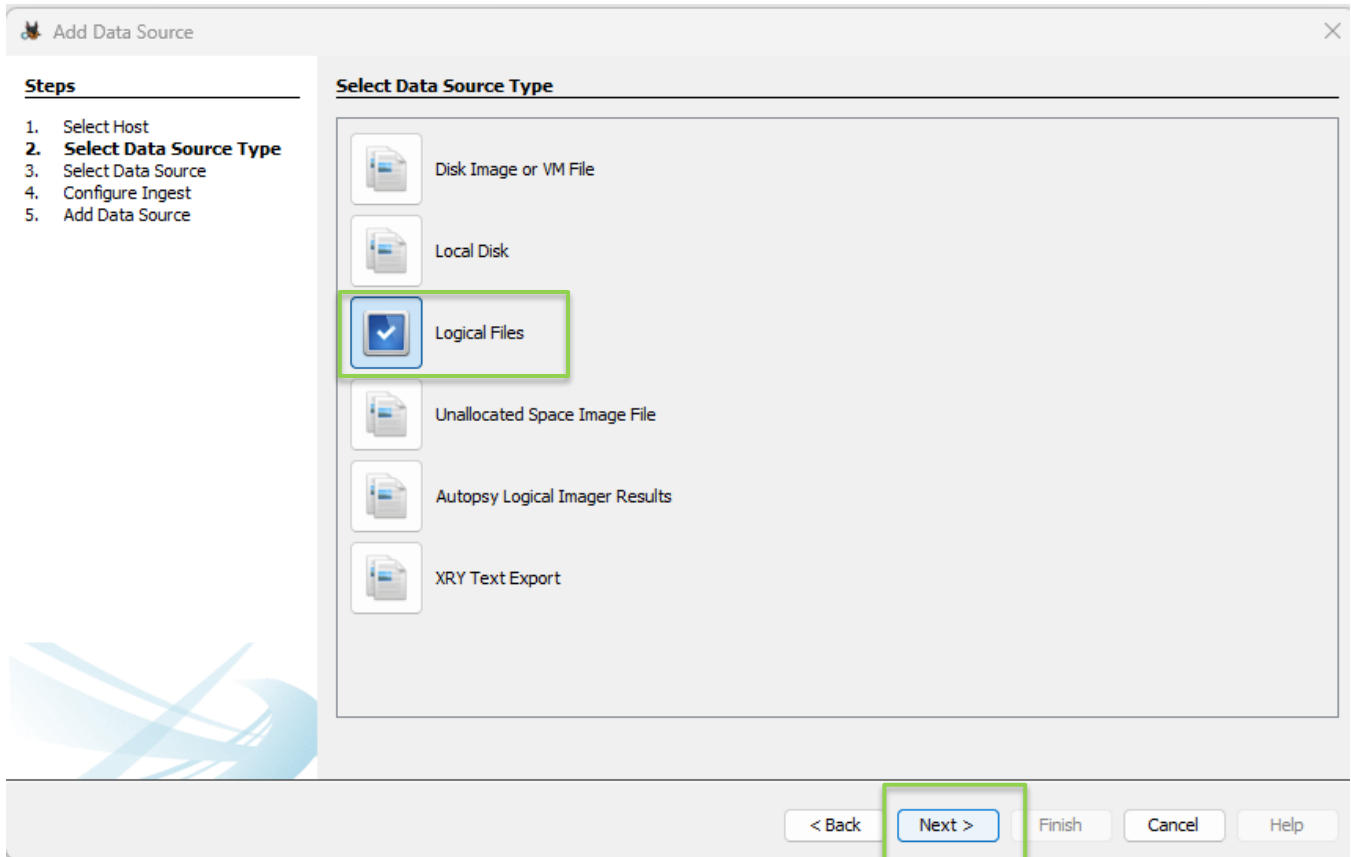 Add Data Source
Steps
1. Select Host
2. Select Data Source Type
3. Select Data Source
4. Configure Ingest
5. Add Data Source
Select Data Source Type
Disk Image or VM File
Local Disk
Logical Files
Unallocated Space Image File
Autopsy Logical Imager Results
XRY Text Export
< Back Next > Finish Cancel Help